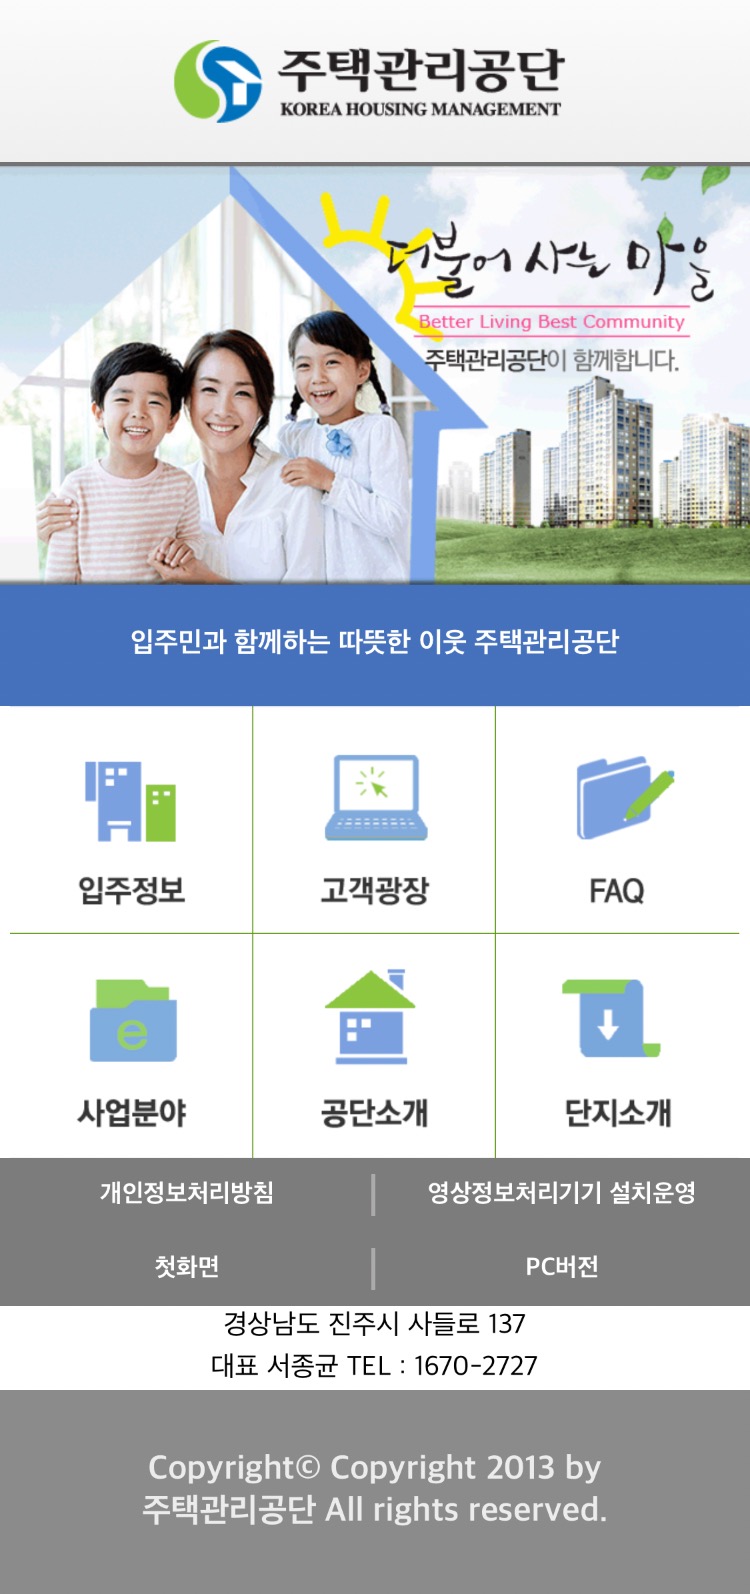 주택관리공단
KOREA HOUSING MANAGEMENT
더불어 사는 마을
Better Living Best Community
주택관리공단이 함께합니다.
입주민과 함께하는 따뜻한 이웃 주택관리공단
입주정보
고객광장
FAQ
e
사업분야
공단소개
단지소개
개인정보처리방침
영상정보처리기기 설치운영
첫화면
PC버전
경상남도 진주시 사들로 137
대표 서종균 TEL : 1670-2727
Copyright© Copyright 2013 by
주택관리공단 All rights reserved.